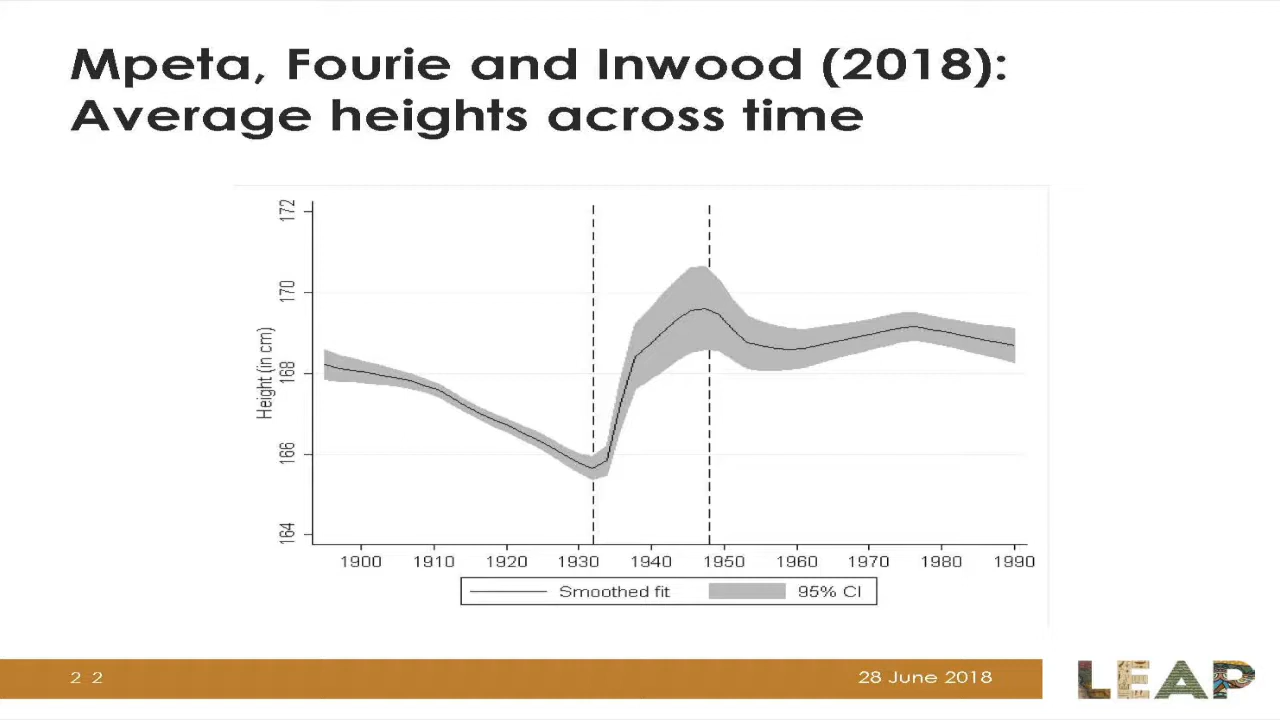 Mpeta, Fourie and Inwood (2018):
Average heights across time
172
170
168
166
164
Height (in cm)
1900 1910 1920 1930 1940 1950 1960 1970 1980 1990
Smoothed fit 95% CI
2 2
28 June 2018
LEAP